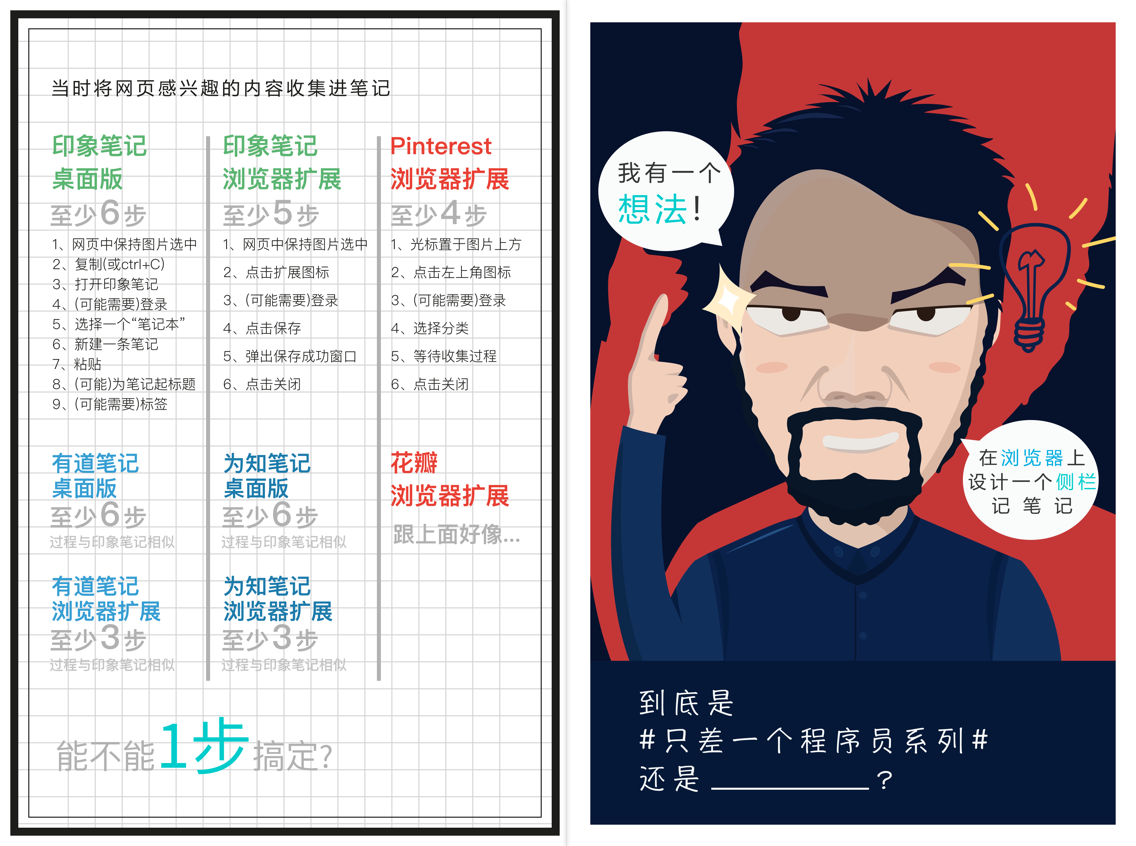 当时将网页感兴趣的内容收集进笔记
印象笔记
桌面版
至少6步
1、网页中保持图片选中
2、复制(或ctrl+C)
3、打开印象笔记
4、(可能需要)登录
5、选择一个“笔记本”
6、新建一条笔记
7、粘贴
8、(可能)为笔记起标题
9、(可能需要)标签
印象笔记
浏览器扩展
至少5步
1、网页中保持图片选中
2、点击扩展图标
3、(可能需要)登录
4、点击保存
5、弹出保存成功窗口
6、点击关闭
Pinterest
浏览器扩展
至少4步
1、光标置于图片上方
2、点击左上角图标
3、(可能需要)登录
4、选择分类
5、等待收集过程
6、点击关闭
有道笔记
桌面版
至少6步
过程与印象笔记相似
为知笔记
桌面版
至少6步
过程与印象笔记相似
花瓣
浏览器扩展
跟上面好像...
有道笔记
浏览器扩展
至少3步
过程与印象笔记相似
为知笔记
浏览器扩展
至少3步
过程与印象笔记相似
能不能1步搞定?
我有一个
想法!
在浏览器上
设计一个侧栏
记笔记
到底是
#只差一个程序员系列#
还是__________?